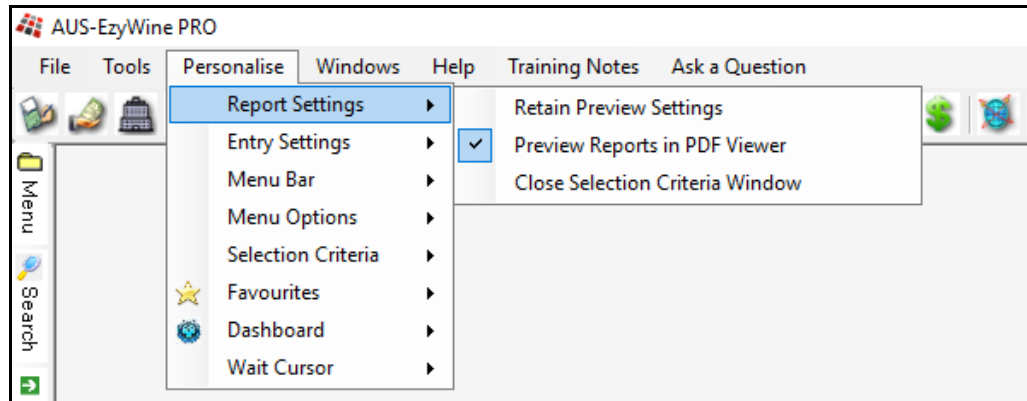 AUS-EzyWine PRO
File Tools Personalise Windows Help Training Notes Ask a Question
Report Settings
Entry Settings
Menu Bar
Menu Options
Selection Criteria
Favourites
Dashboard
Wait Cursor
Retain Preview Settings
Preview Reports in PDF Viewer
Close Selection Criteria Window
Menu
Search